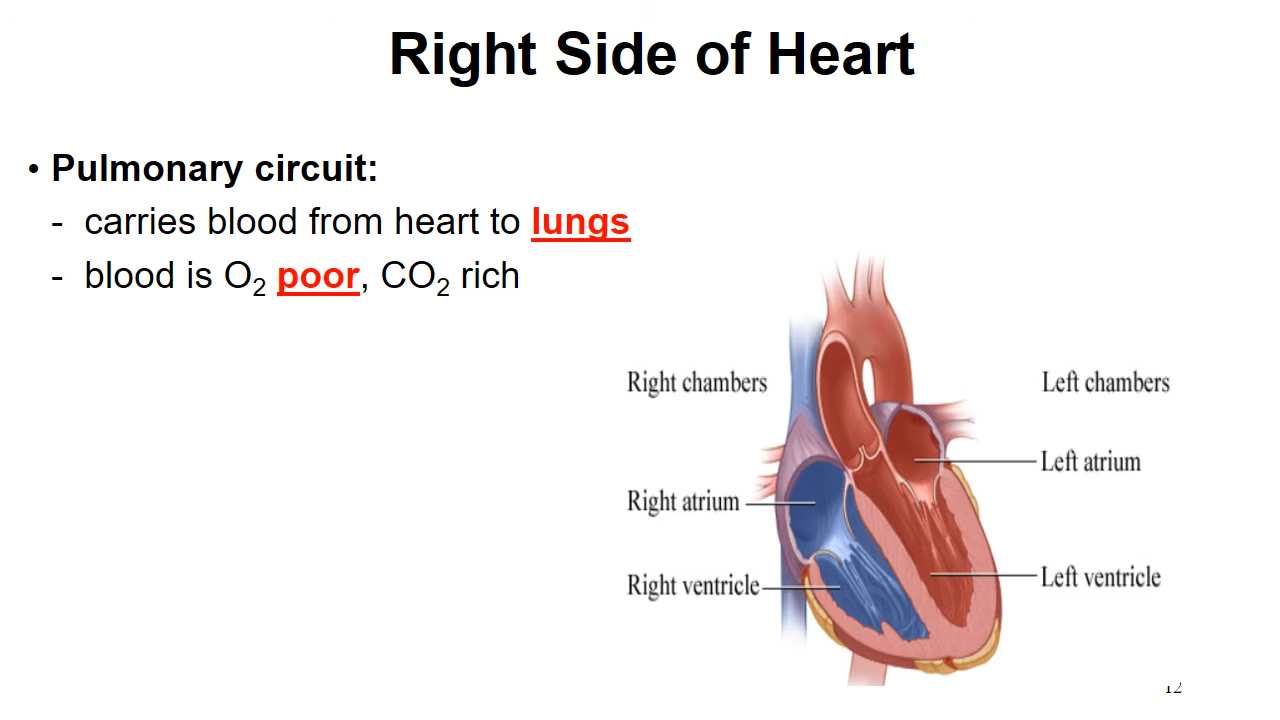 Right Side of Heart
• Pulmonary circuit:
- carries blood from heart to lungs
- blood is O₂ poor, CO₂ rich
Right chambers
Left chambers
Left atrium
Right atrium
Left ventricle
Right ventricle
12